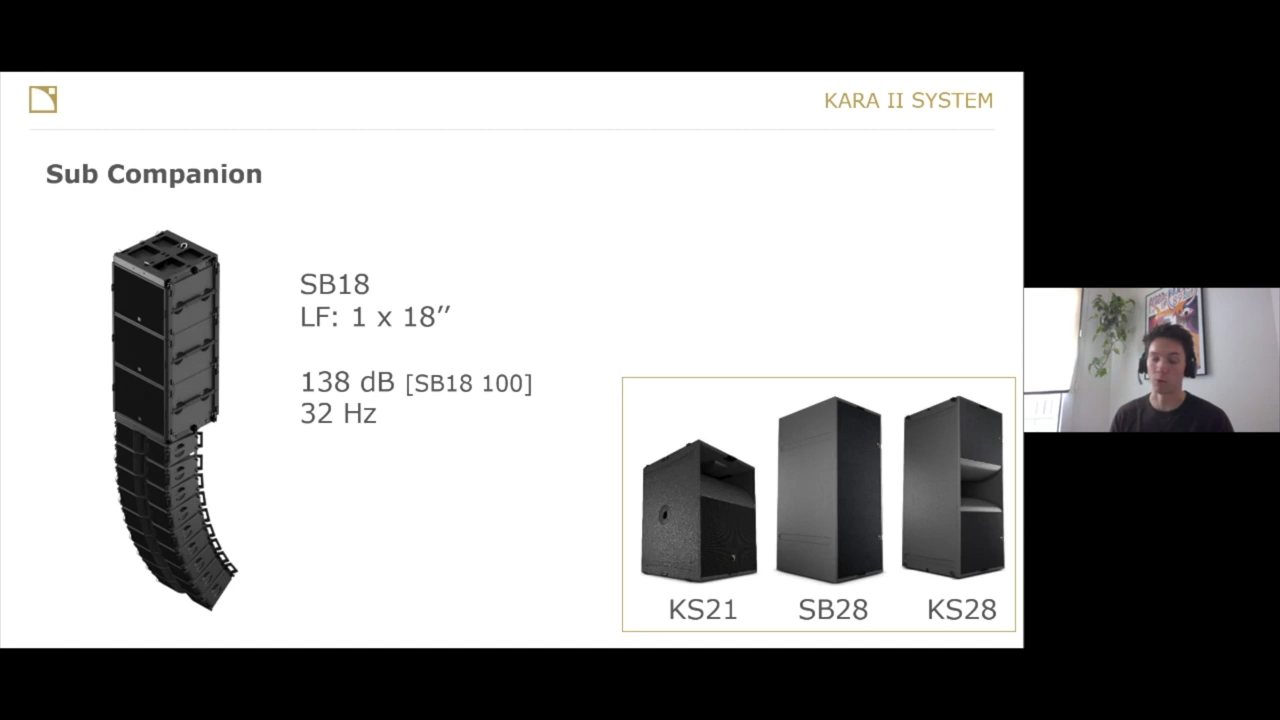 KARA II SYSTEM
Sub Companion
SB18
LF: 1 x 18’’
138 dB [SB18 100]
32 Hz
KS21
SB28
KS28